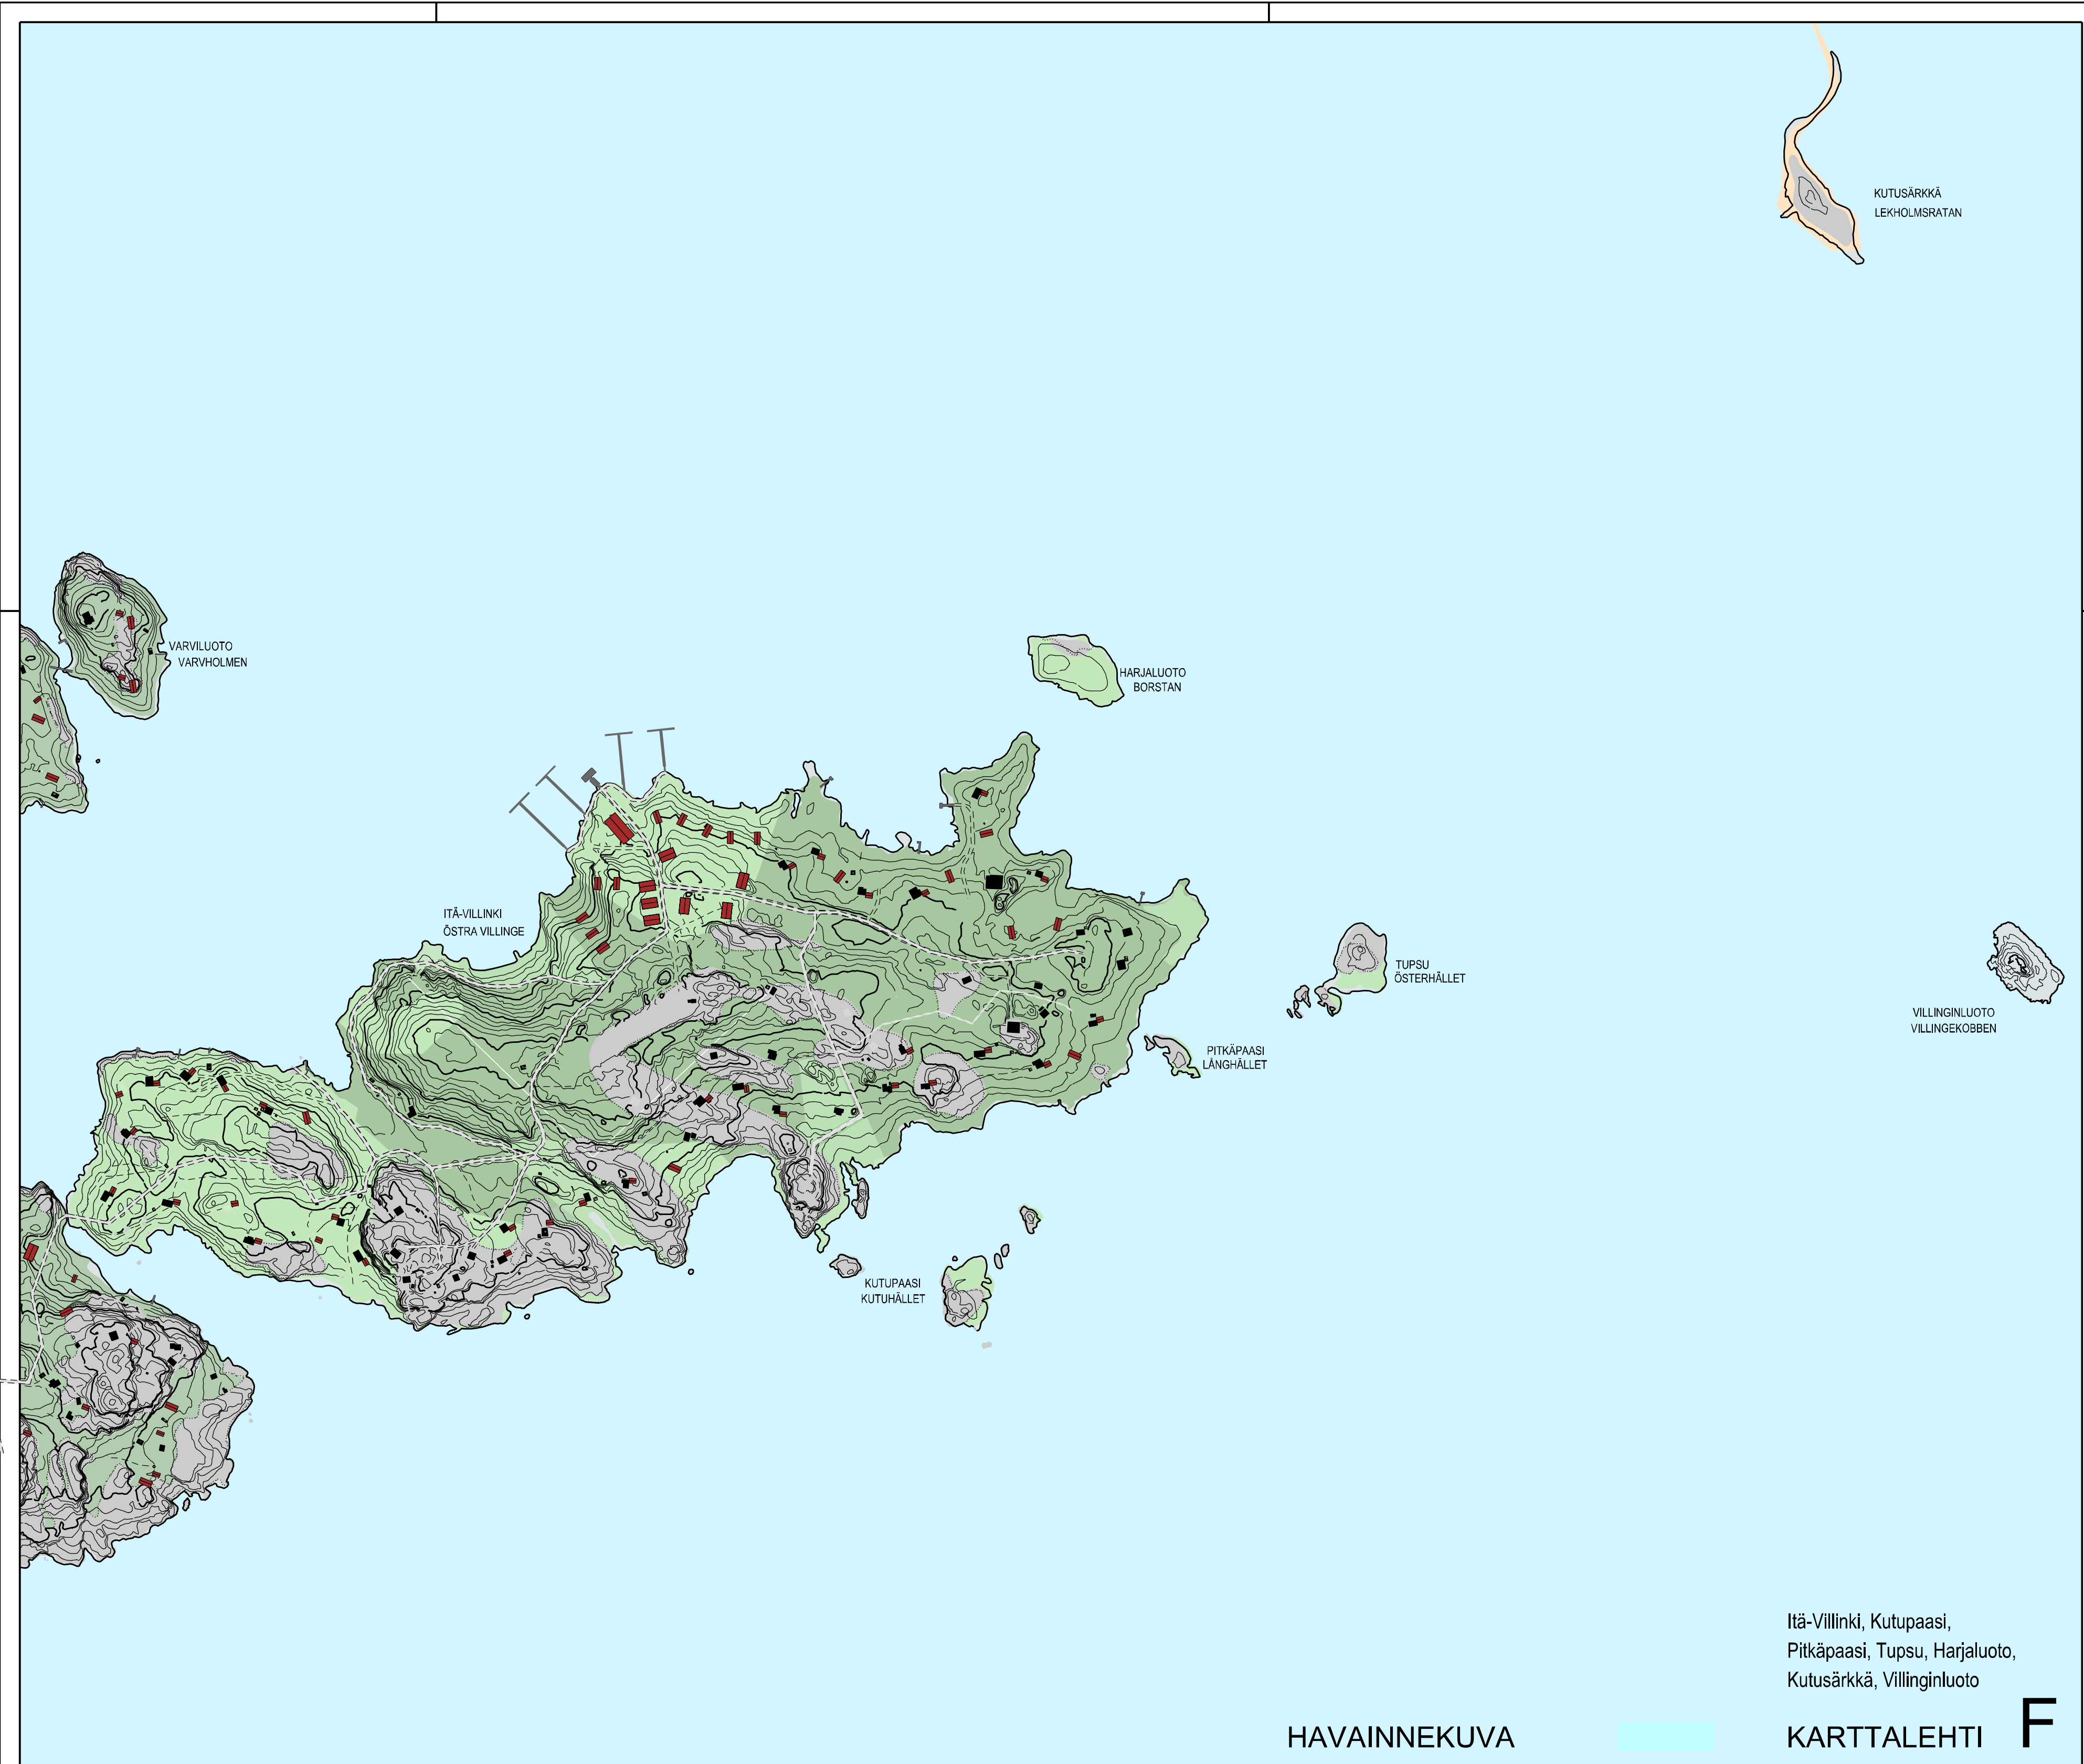 KUTUSÄRKKÄ
LEKHOLMSRATAN
VARVILUOTO
VARVHOLMEN
HARJALUOTO
BORSTAN
ITÄ-VILLINKI
ÖSTRA VILLINGE
TUPSU
ÖSTERHÄLLET
VILLINGINLUOTO
VILLINGEKOBBEN
PITKÄPAASI
LÅNGHÄLLET
KUTUPAASI
KUTUHÄLLET
Itä-Villinki, Kutupaasi,
Pitkäpaasi, Tupsu, Harjaluoto,
Kutusärkkä, Villinginluoto
HAVAINNEKUVA
KARTTALEHTI F